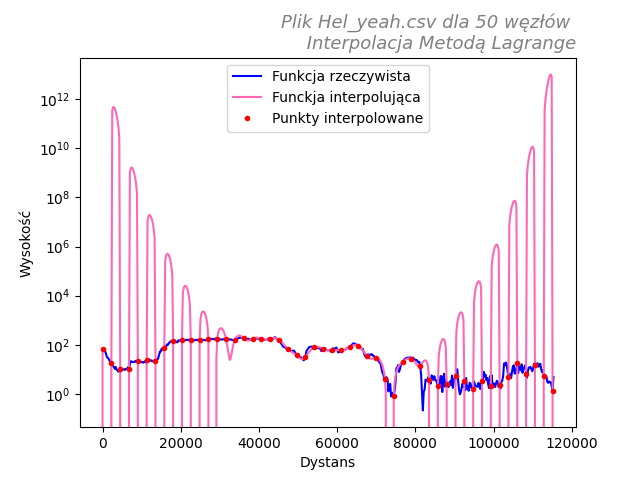 Plik Hel_yeah.csv dla 50 węzłów
Interpolacja Metodą Lagrange
Funkcja rzeczywista
Funckja interpolująca
Punkty interpolowane
10^12
10^10
10^8
10^6
10^4
10^2
10^0
Wysokość
0 20000 40000 60000 80000 100000 120000
Dystans